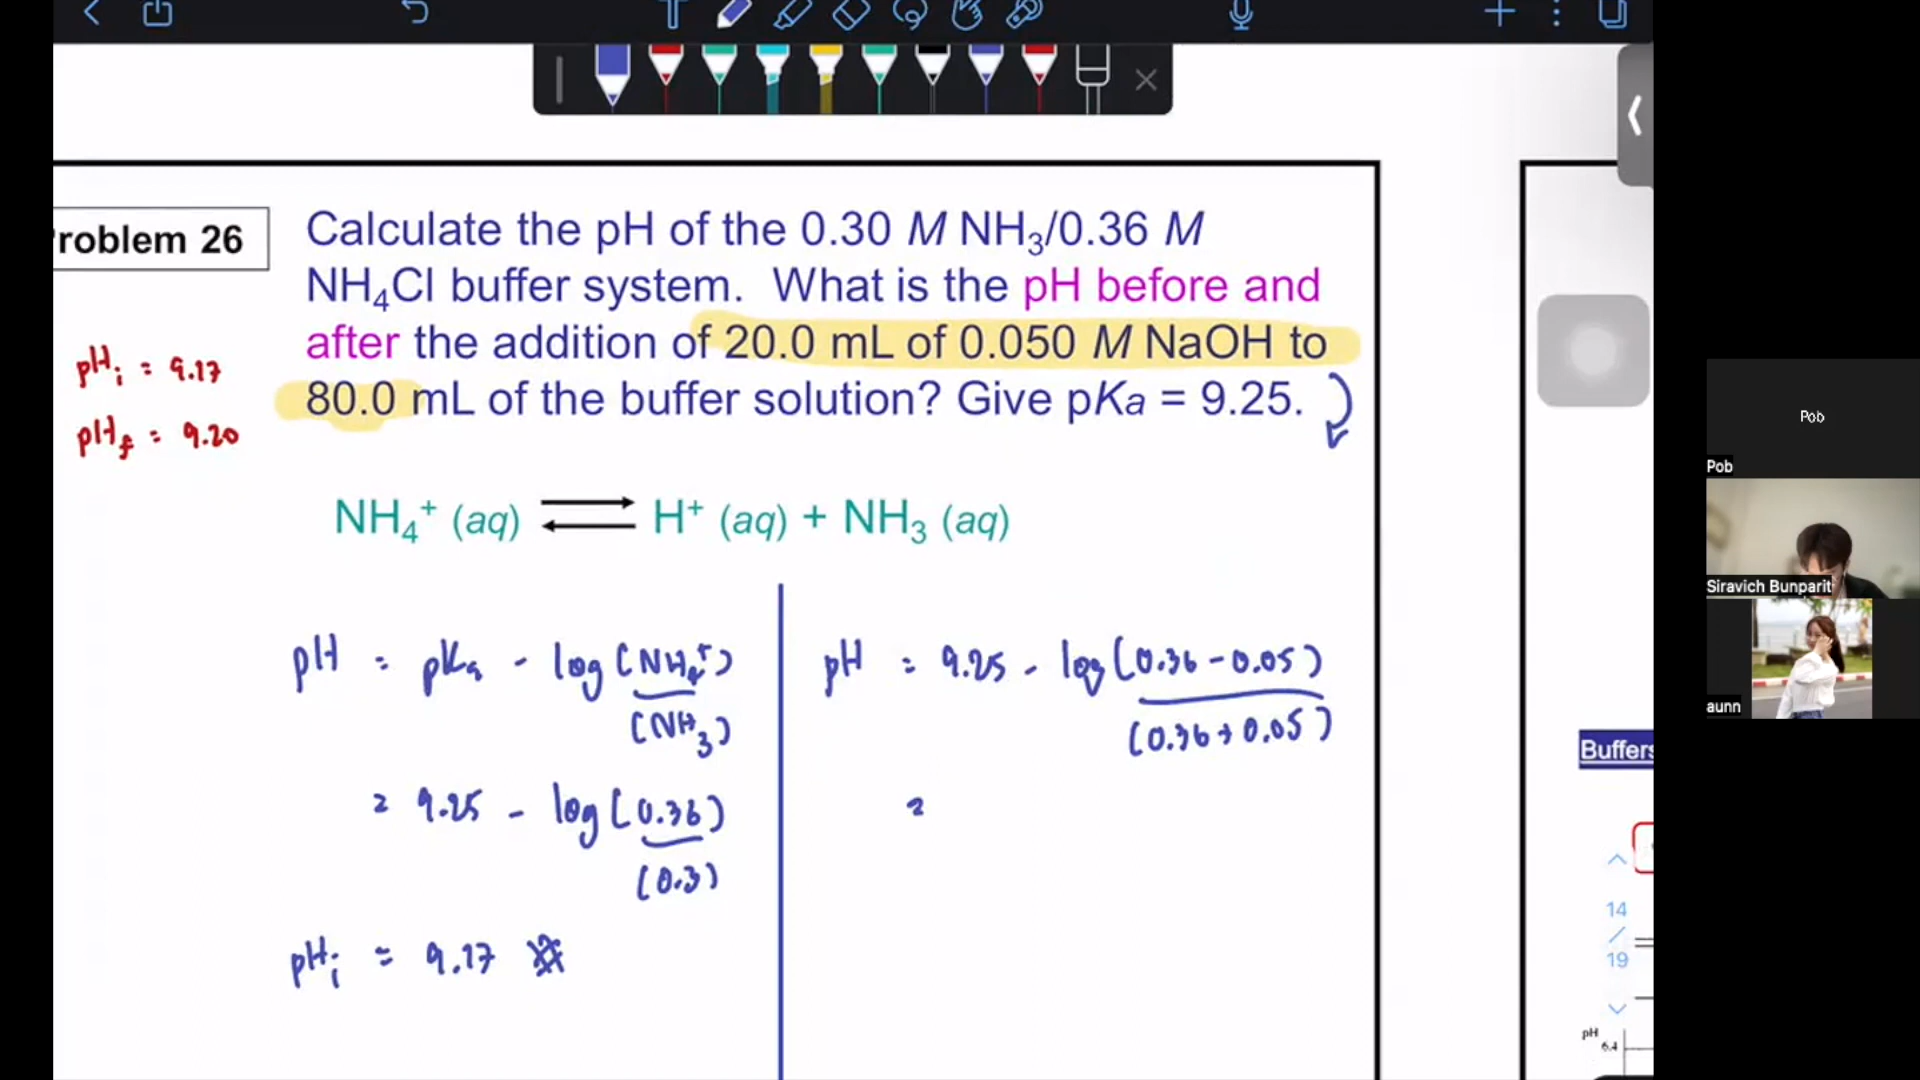 roblem 26
Calculate the pH of the 0.30 M NH₃/0.36 M
NH₄Cl buffer system. What is the pH before and
after the addition of 20.0 mL of 0.050 M NaOH to
80.0 mL of the buffer solution? Give pKa = 9.25.
pHi = 9.17
pHf = 9.20
NH₄⁺ (aq) ⇌ H⁺ (aq) + NH₃ (aq)
pH = pKa - log (NH₄⁺)
(NH₃)
= 9.25 - log (0.36)
(0.3)
pHi = 9.17
pH = 9.25 - log (0.36 - 0.05)
(0.36 + 0.05)
=
Buffers
14
/
19
pH
6.4
Pob
Pob
Siravich Bunparit
aunn